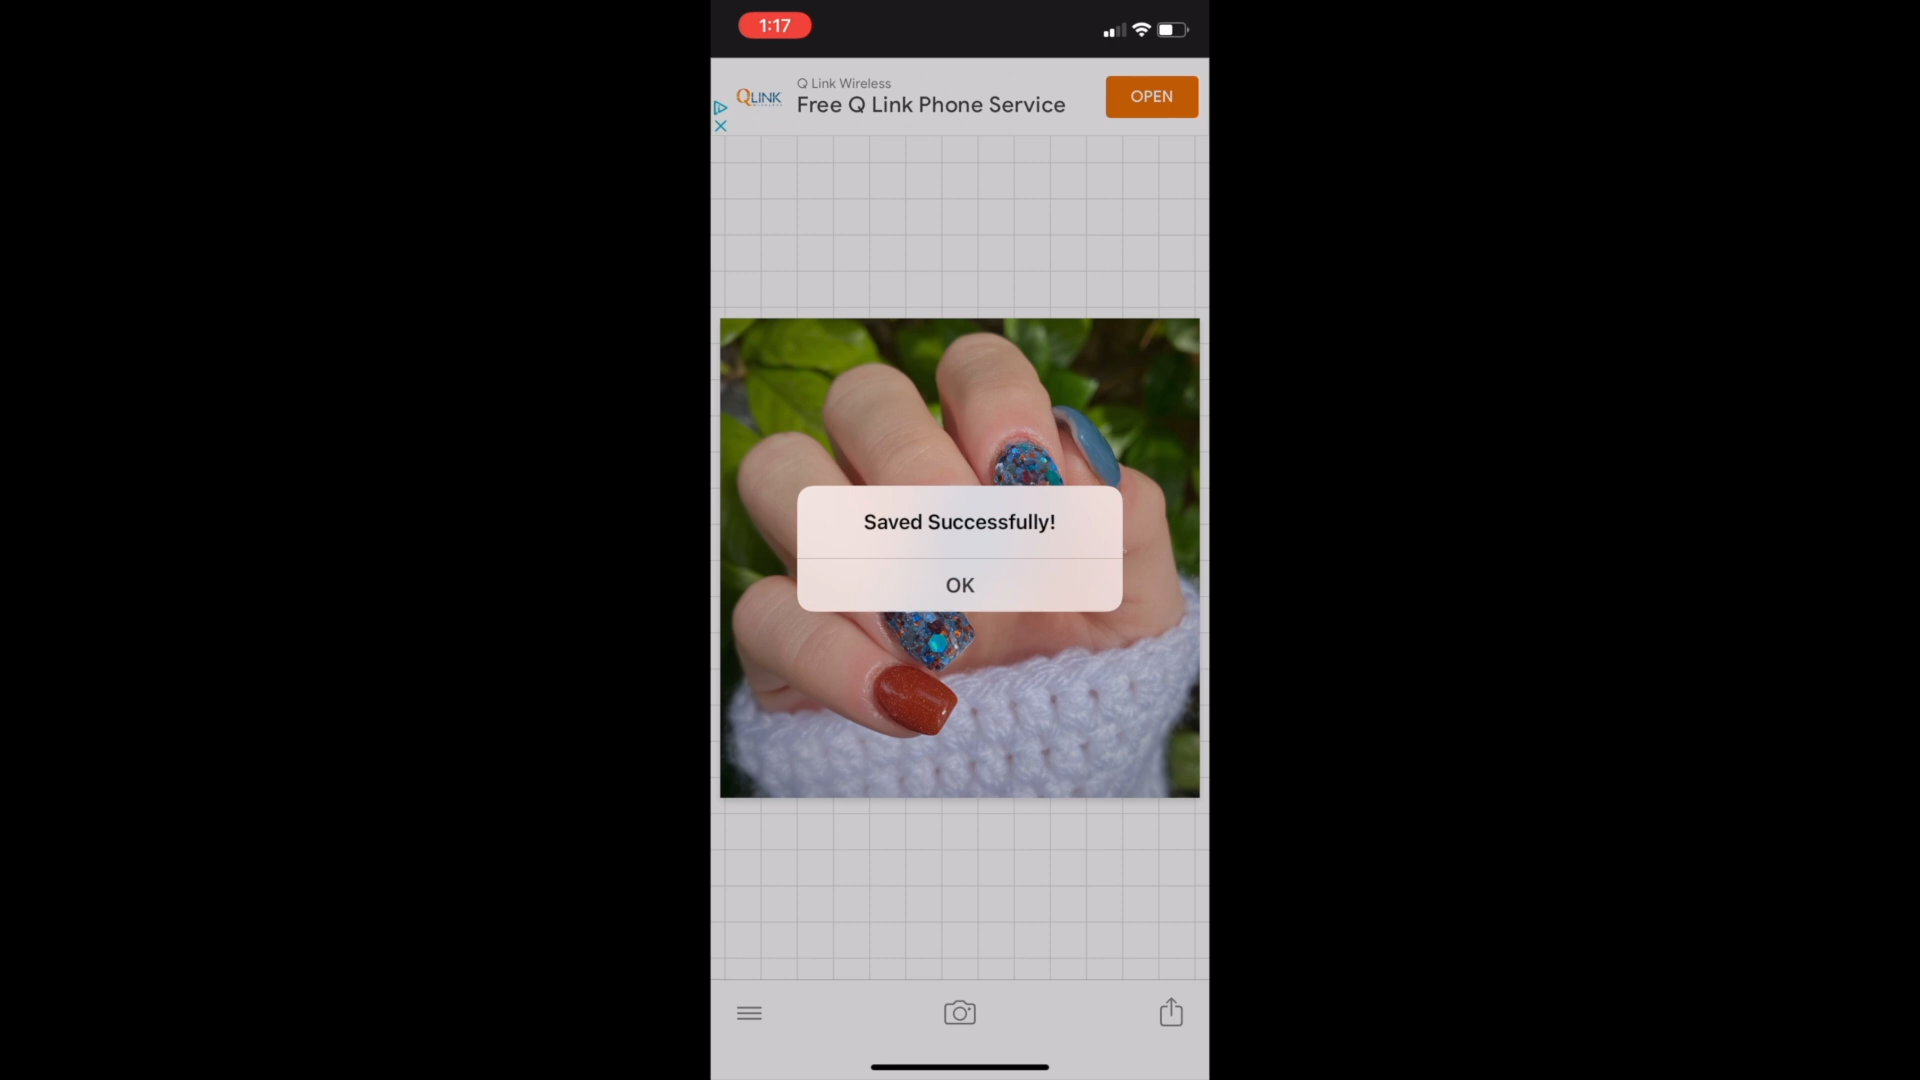 1:17
Q Link Wireless
QLINK
Free Q Link Phone Service
OPEN
Saved Successfully!
OK